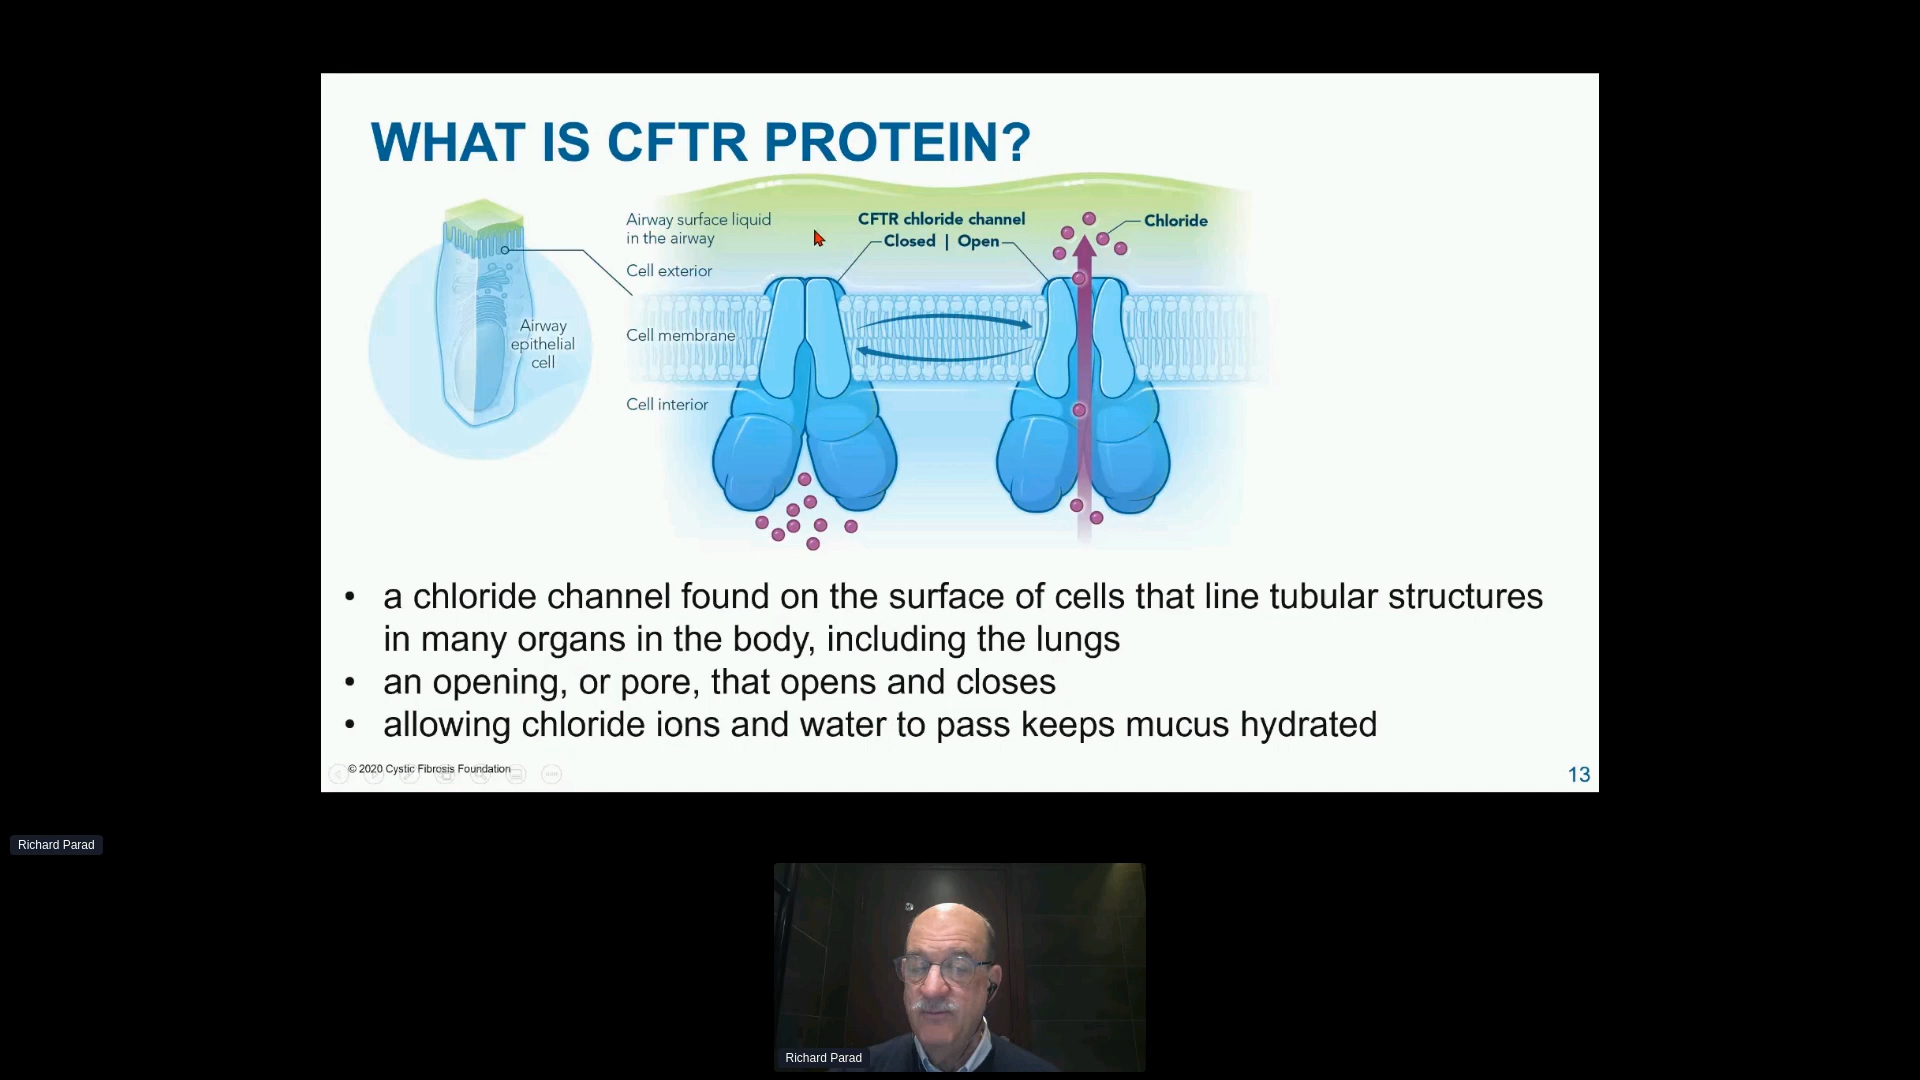 WHAT IS CFTR PROTEIN?
Airway surface liquid
in the airway
CFTR chloride channel
Closed | Open
Chloride
Cell exterior
Airway
epithelial
cell
Cell membrane
Cell interior
• a chloride channel found on the surface of cells that line tubular structures
in many organs in the body, including the lungs
• an opening, or pore, that opens and closes
• allowing chloride ions and water to pass keeps mucus hydrated
© 2020 Cystic Fibrosis Foundation
13
Richard Parad
Richard Parad